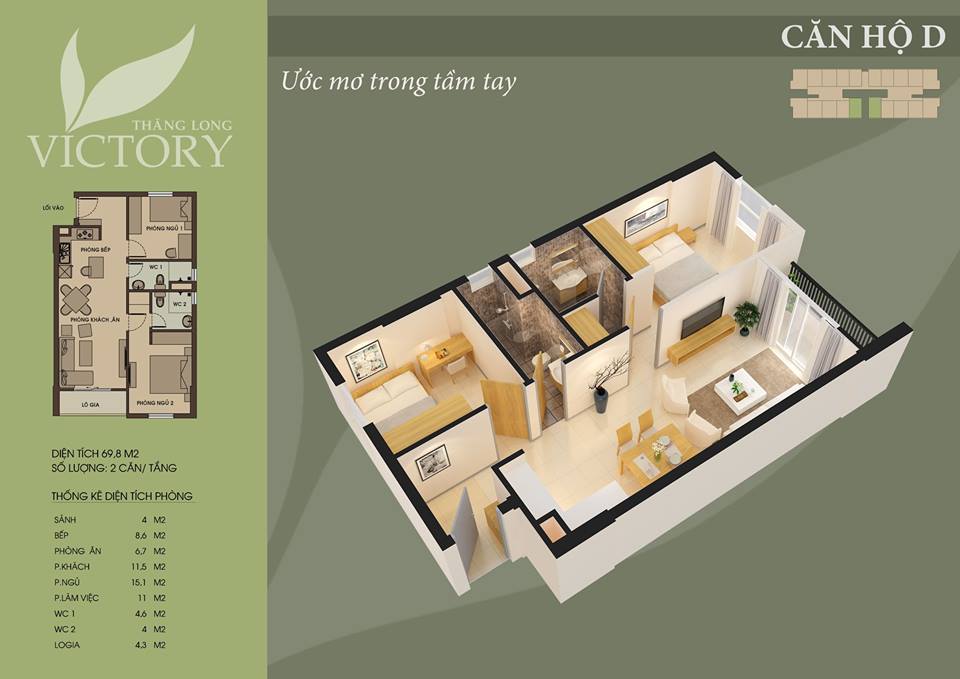 CĂN HỘ D
Ước mơ trong tầm tay
THĂNG LONG
VICTORY
LỐI VÀO
PHÒNG NGỦ 1
PHÒNG BẾP
WC 1
WC 2
PHÒNG KHÁCH ,ĂN
LÔ GIA
PHÒNG NGỦ 2
DIỆN TÍCH 69,8 M2
SỐ LƯỢNG: 2 CĂN/ TẦNG
THỐNG KÊ DIỆN TÍCH PHÒNG
SẢNH 4 M2
BẾP 8,6 M2
PHÒNG ĂN 6,7 M2
P.KHÁCH 11,5 M2
P.NGỦ 15,1 M2
P.LÀM VIỆC 11 M2
WC 1 4,6 M2
WC 2 4 M2
LOGIA 4,3 M2